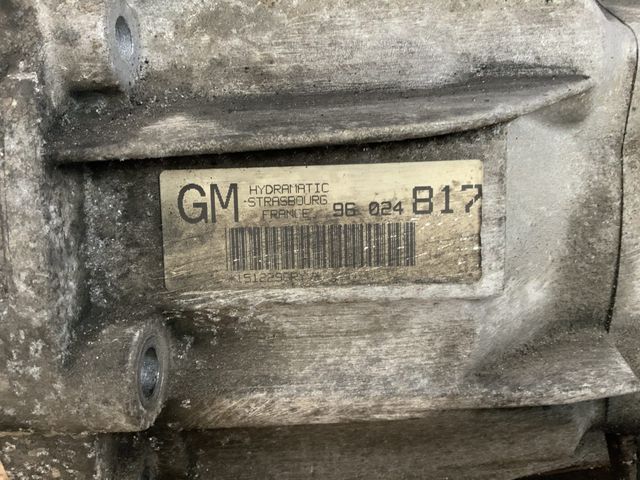 GM HYDRAMATIC
STRASBOURG
FRANCE 96 024 817